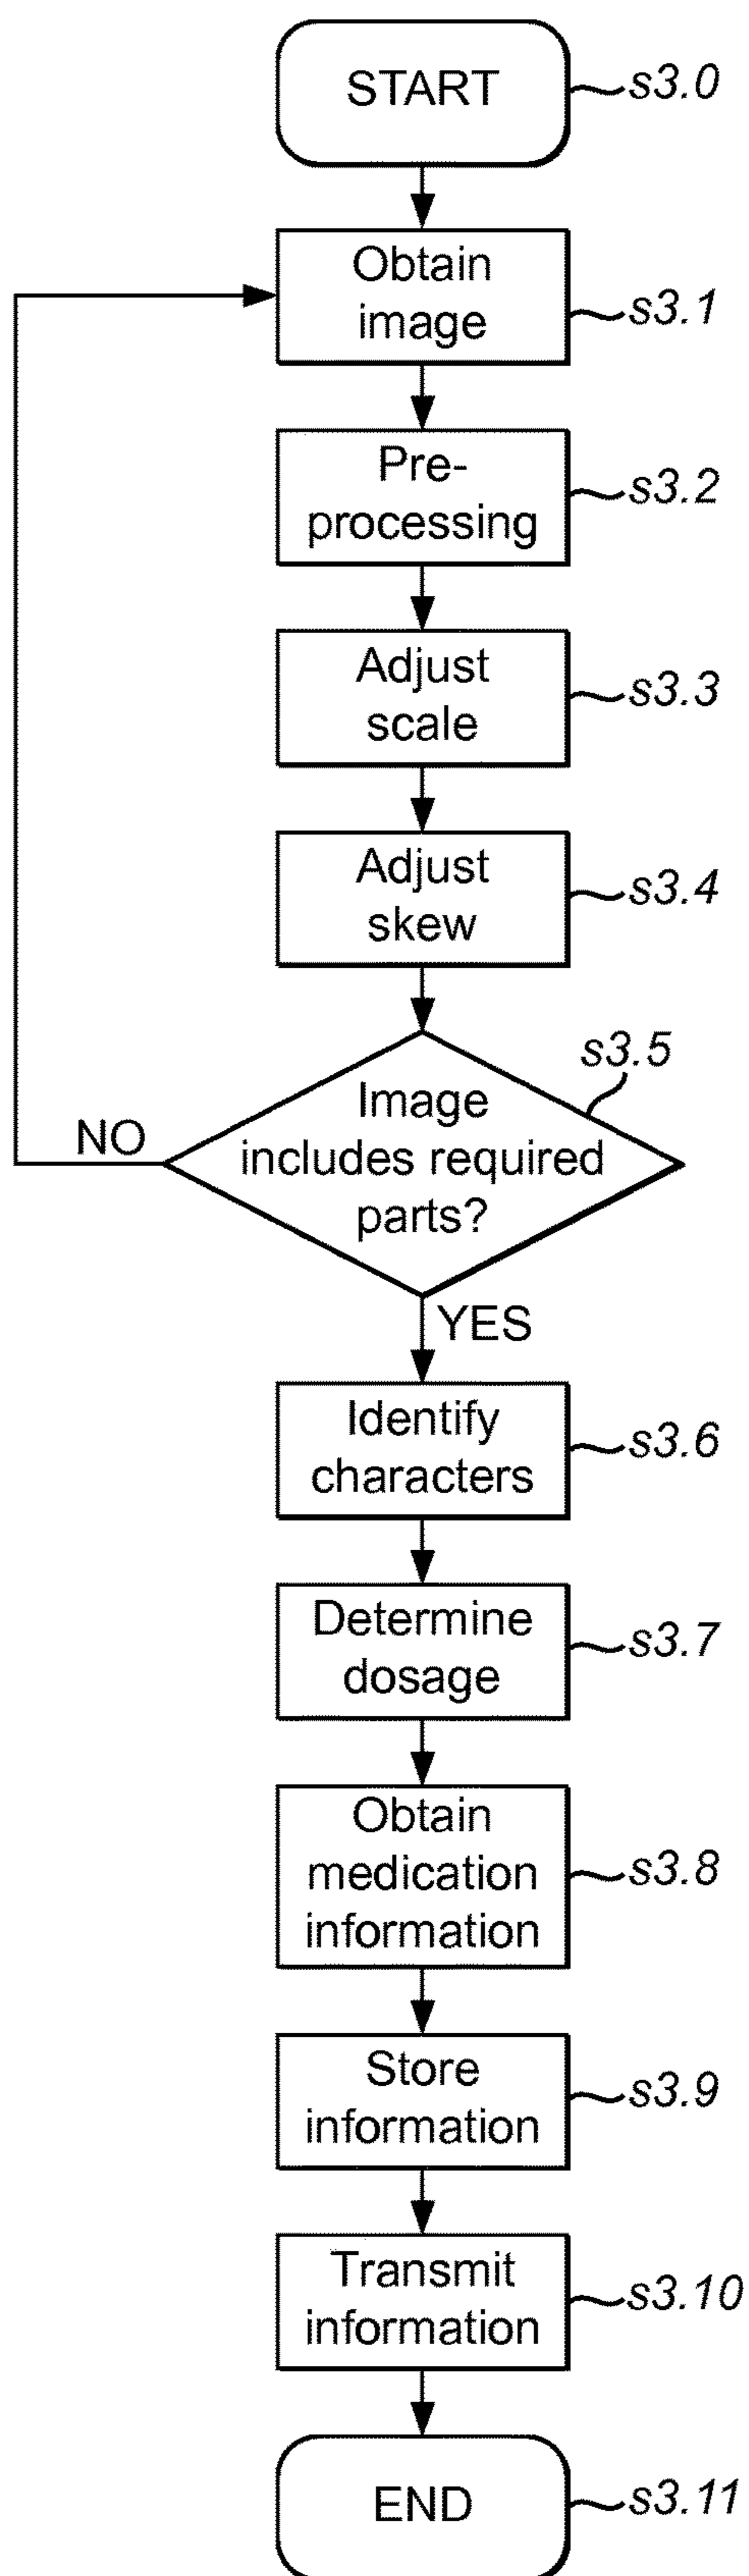 START
s3.0
Obtain
image
s3.1
Pre-
processing
s3.2
Adjust
scale
s3.3
Adjust
skew
s3.4
s3.5
Image
includes required
parts?
NO
YES
Identify
characters
s3.6
Determine
dosage
s3.7
Obtain
medication
information
s3.8
Store
information
s3.9
Transmit
information
s3.10
END
s3.11